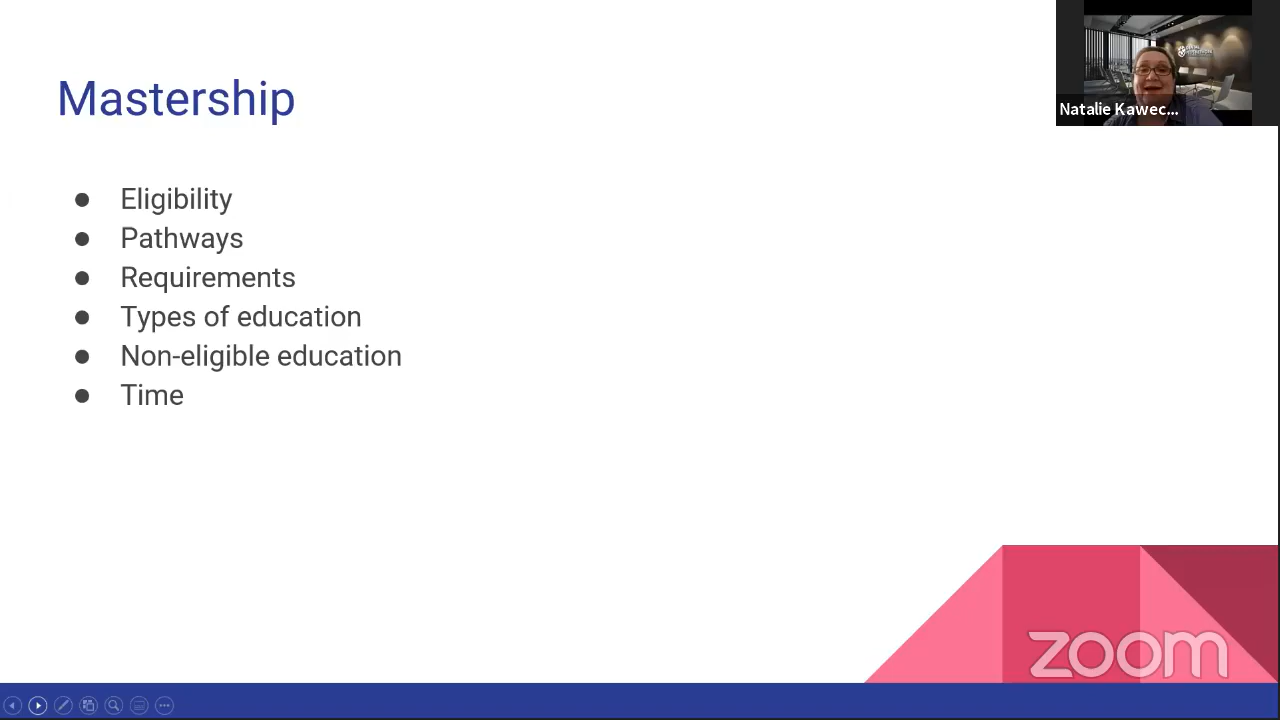 Mastership
Natalie Kawec...
● Eligibility
● Pathways
● Requirements
● Types of education
● Non-eligible education
● Time
zoom